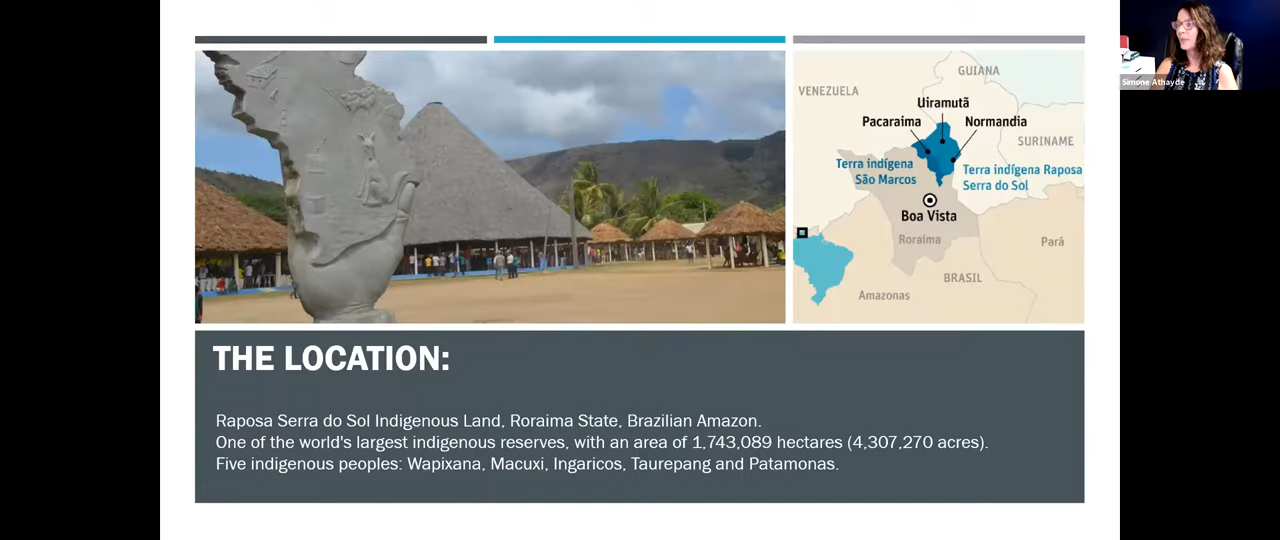 GUIANA
VENEZUELA
Uiramutã
Pacaraima
Normandia
SURINAME
Terra indígena
São Marcos
Terra indígena Raposa
Serra do Sol
Boa Vista
Roraima
Pará
BRASIL
Amazonas
Simone Athayde
THE LOCATION:
Raposa Serra do Sol Indigenous Land, Roraima State, Brazilian Amazon.
One of the world's largest indigenous reserves, with an area of 1,743,089 hectares (4,307,270 acres).
Five indigenous peoples: Wapixana, Macuxi, Ingaricos, Taurepang and Patamonas.